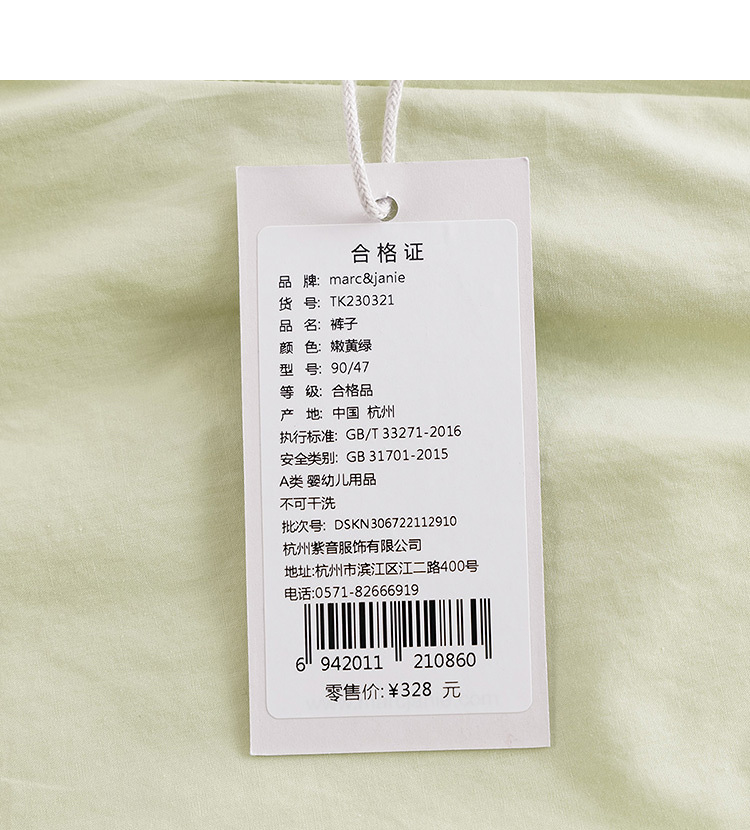 合格证
品 牌: marc&janie
货 号: TK230321
品 名: 裤子
颜 色: 嫩黄绿
型 号: 90/47
等 级: 合格品
产 地: 中国 杭州
执行标准: GB/T 33271-2016
安全类别: GB 31701-2015
A类 婴幼儿用品
不可干洗
批次号: DSKN306722112910
杭州紫音服饰有限公司
地址:杭州市滨江区江二路400号
电话:0571-82666919
6 942011 210860
零售价:¥328 元